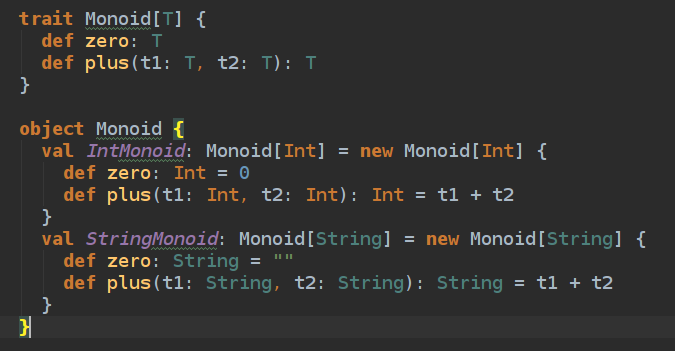 trait Monoid[T] {
  def zero: T
  def plus(t1: T, t2: T): T
}
object Monoid {
  val IntMonoid: Monoid[Int] = new Monoid[Int] {
    def zero: Int = 0
    def plus(t1: Int, t2: Int): Int = t1 + t2
  }
  val StringMonoid: Monoid[String] = new Monoid[String] {
    def zero: String = ""
    def plus(t1: String, t2: String): String = t1 + t2
  }
}